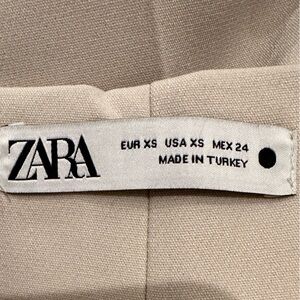 ZARA
EUR XS USA XS MEX 24
MADE IN TURKEY